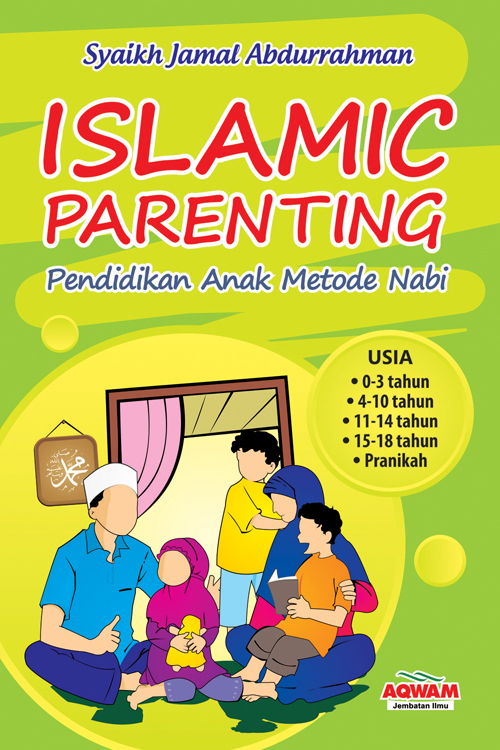 Syaikh Jamal Abdurrahman
ISLAMIC
PARENTING
Pendidikan Anak Metode Nabi
USIA
• 0-3 tahun
• 4-10 tahun
• 11-14 tahun
• 15-18 tahun
• Pranikah
محمد
AQWAM
Jembatan Ilmu